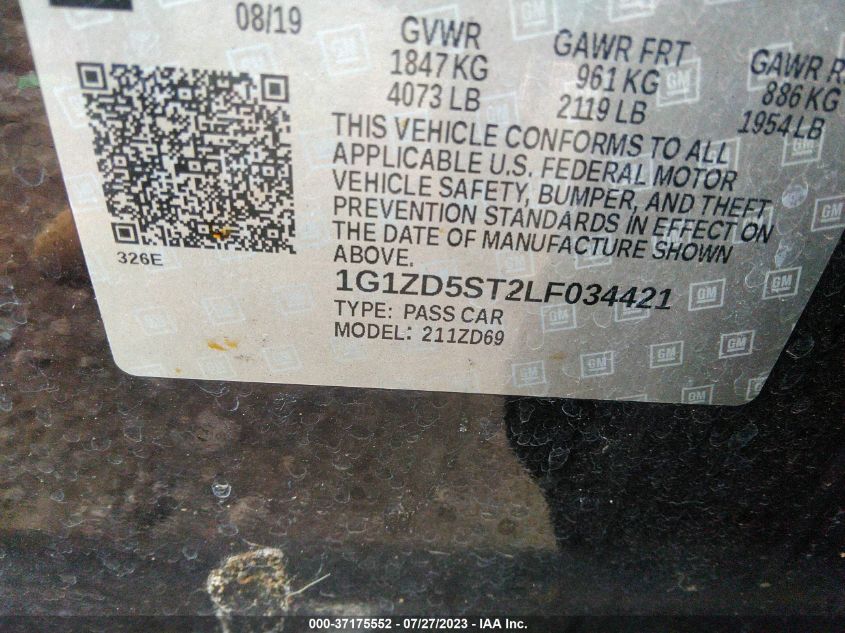 08/19
GVWR
1847 KG
4073 LB
GAWR FRT
961 KG
2119 LB
GAWR R
886 KG
1954 LB
THIS VEHICLE CONFORMS TO ALL
APPLICABLE U.S. FEDERAL MOTOR
VEHICLE SAFETY, BUMPER, AND THEFT
PREVENTION STANDARDS IN EFFECT ON
THE DATE OF MANUFACTURE SHOWN
ABOVE.
326E
1G1ZD5ST2LF034421
TYPE: PASS CAR
MODEL: 211ZD69
GM
000-37175552 / 07/27/2023 - IAA Inc.